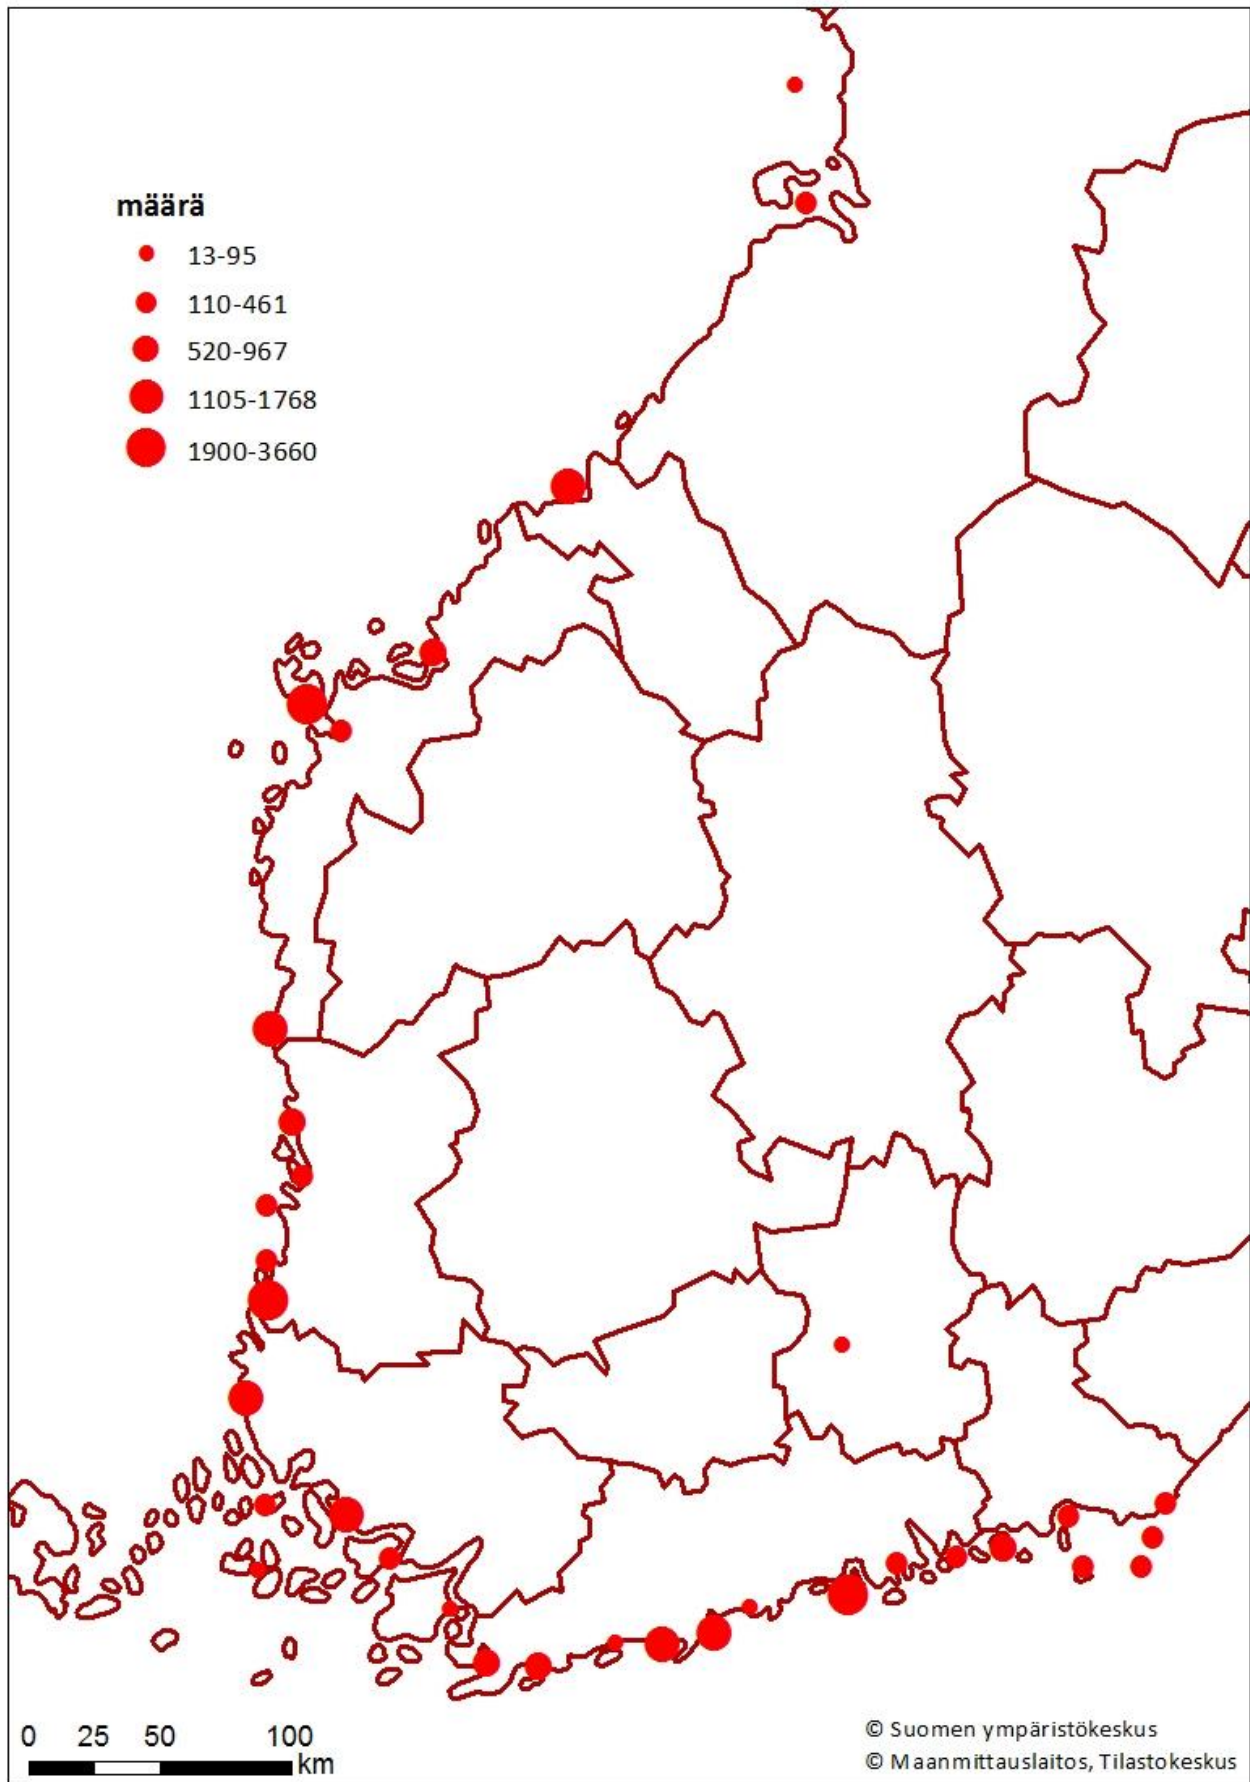 määrä
13-95
110-461
520-967
1105-1768
1900-3660
0 25 50 100
km
© Suomen ympäristökeskus
© Maanmittauslaitos, Tilastokeskus